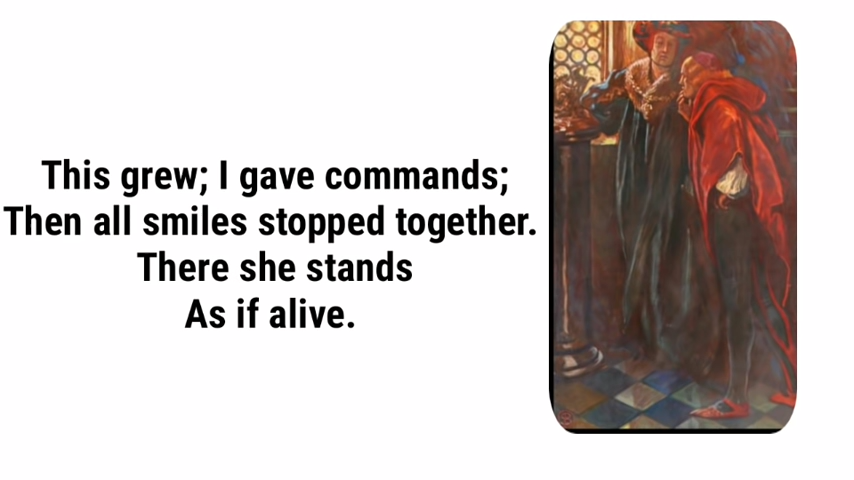 This grew; I gave commands;
Then all smiles stopped together.
There she stands
As if alive.